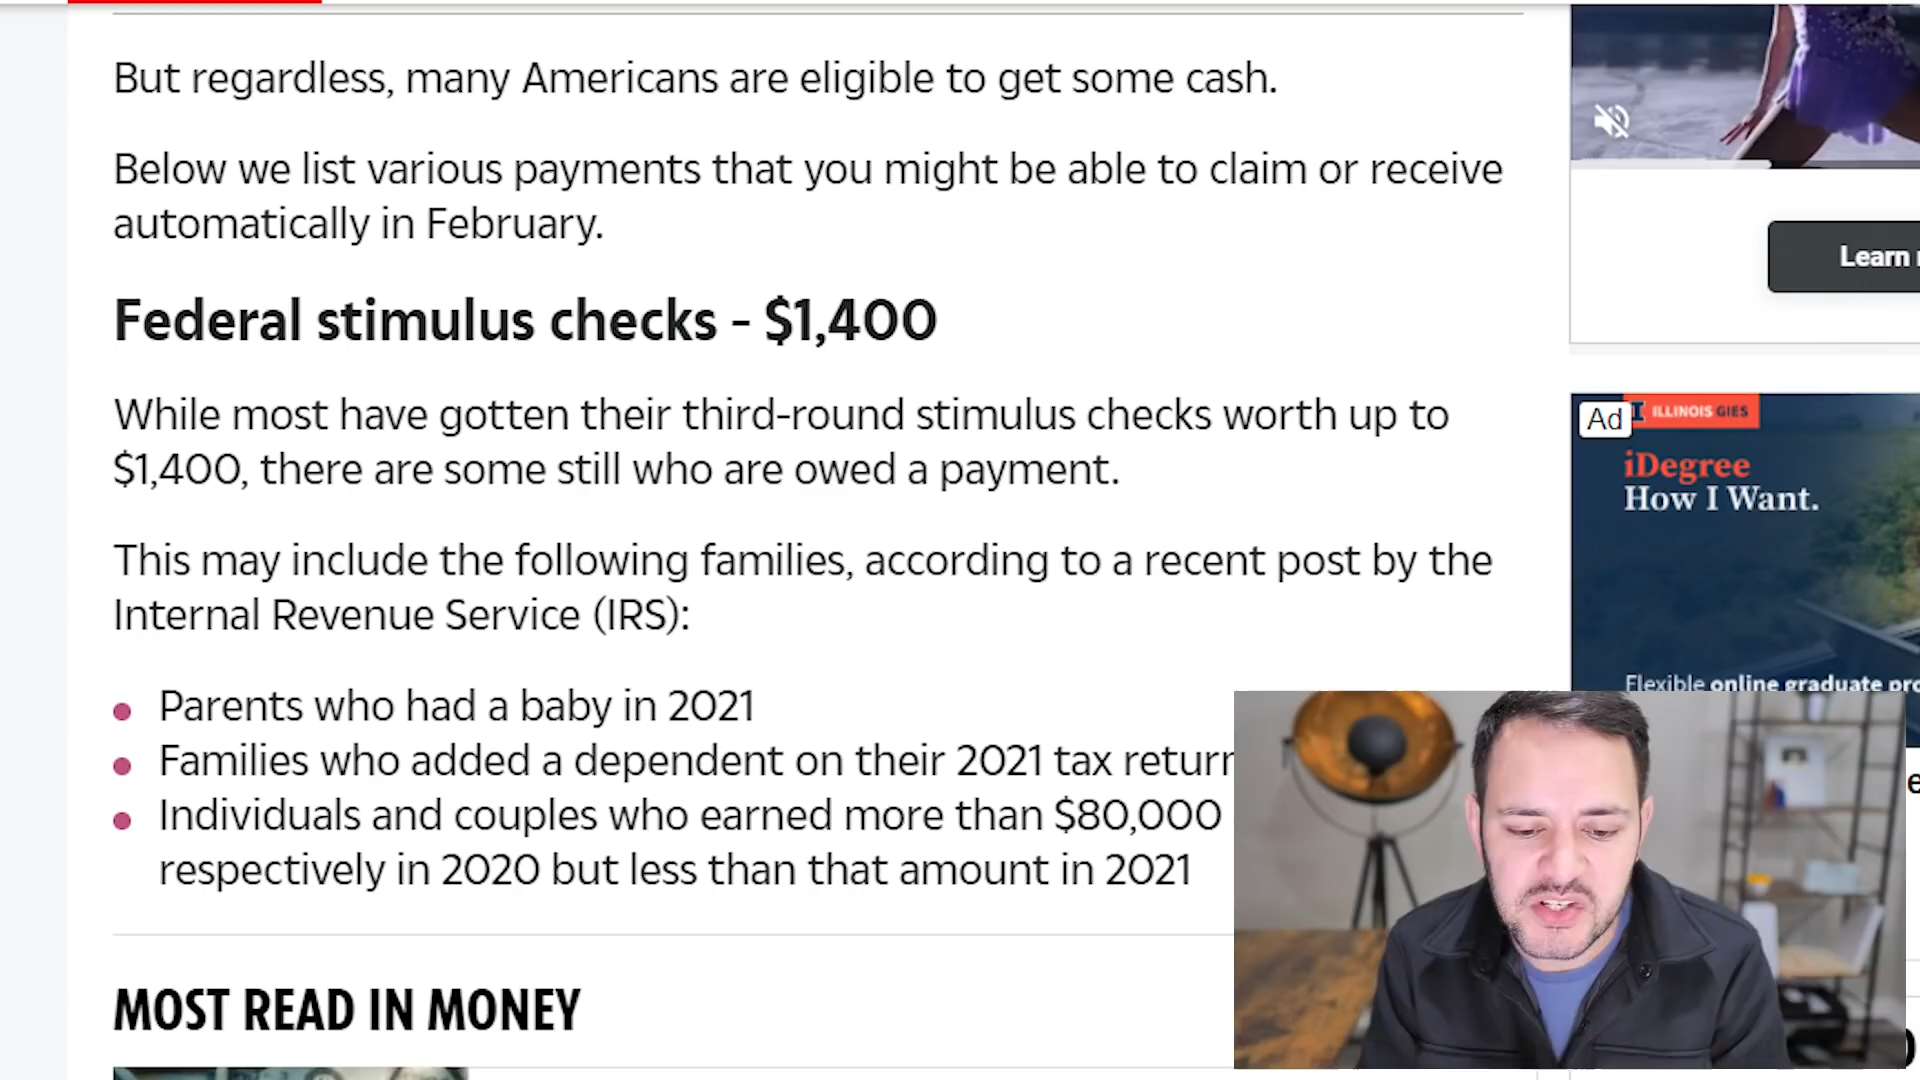 But regardless, many Americans are eligible to get some cash.
Below we list various payments that you might be able to claim or receive
automatically in February.
Federal stimulus checks - $1,400
While most have gotten their third-round stimulus checks worth up to
$1,400, there are some still who are owed a payment.
This may include the following families, according to a recent post by the
Internal Revenue Service (IRS):
Parents who had a baby in 2021
Families who added a dependent on their 2021 tax return
Individuals and couples who earned more than $80,000
respectively in 2020 but less than that amount in 2021
MOST READ IN MONEY
Learn
Ad
I ILLINOIS GIES
iDegree
How I Want.
Flexible online graduate